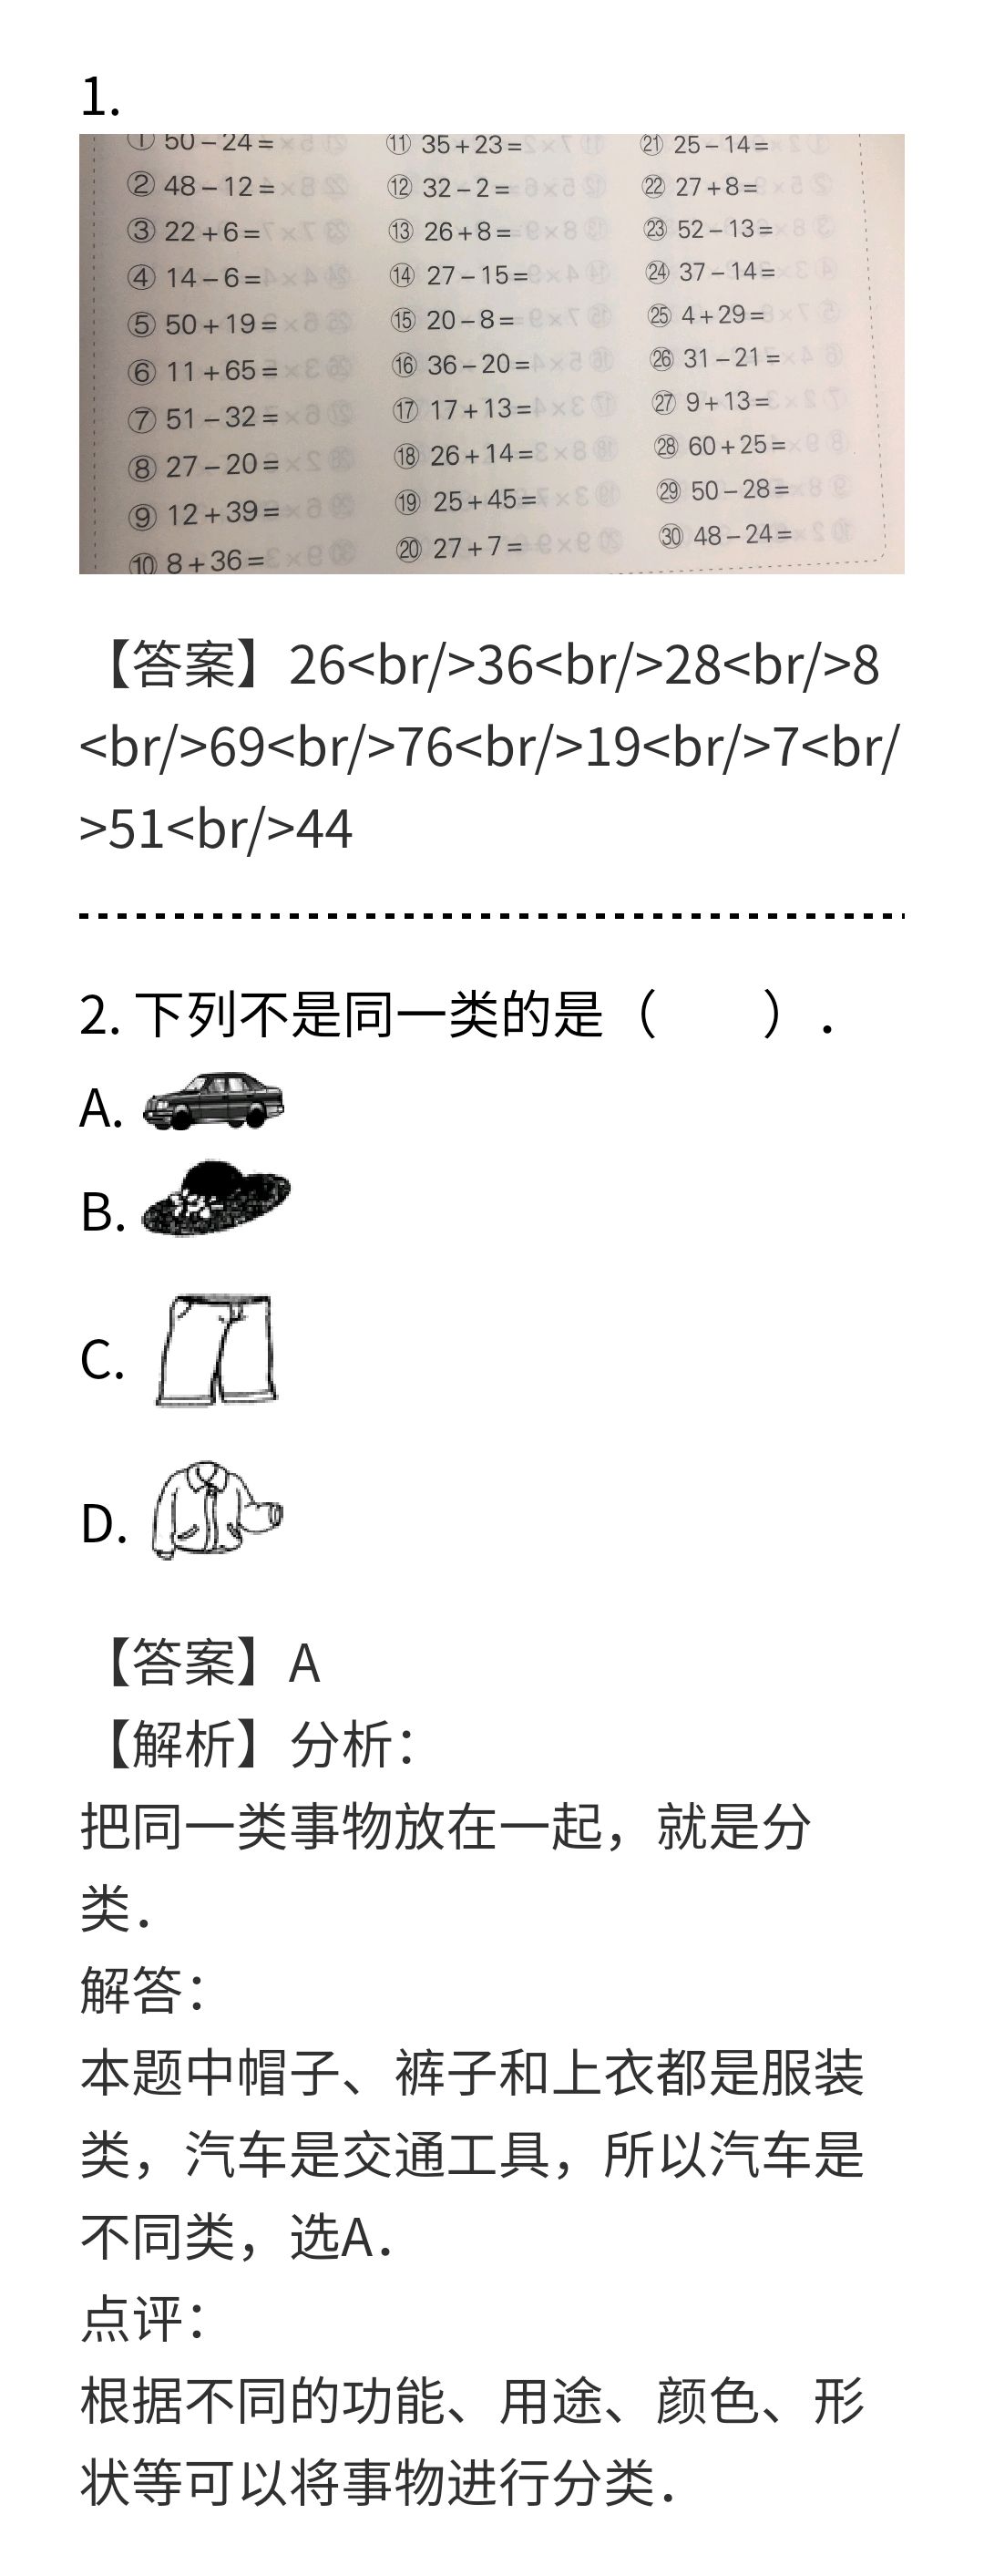 1.
① 50－24＝
② 48－12＝
③ 22＋6＝
④ 14－6＝
⑤ 50＋19＝
⑥ 11＋65＝
⑦ 51－32＝
⑧ 27－20＝
⑨ 12＋39＝
⑩ 8＋36＝
⑪ 35＋23＝
⑫ 32－2＝
⑬ 26＋8＝
⑭ 27－15＝
⑮ 20－8＝
⑯ 36－20＝
⑰ 17＋13＝
⑱ 26＋14＝
⑲ 25＋45＝
⑳ 27＋7＝
㉑ 25－14＝
㉒ 27＋8＝
㉓ 52－13＝
㉔ 37－14＝
㉕ 4＋29＝
㉖ 31－21＝
㉗ 9＋13＝
㉘ 60＋25＝
㉙ 50－28＝
㉚ 48－24＝
【答案】26<br/>36<br/>28<br/>8
<br/>69<br/>76<br/>19<br/>7<br/
>51<br/>44
2. 下列不是同一类的是（　　）．
A.
B.
C.
D.
【答案】A
【解析】分析：
把同一类事物放在一起，就是分
类．
解答：
本题中帽子、裤子和上衣都是服装
类，汽车是交通工具，所以汽车是
不同类，选A．
点评：
根据不同的功能、用途、颜色、形
状等可以将事物进行分类．